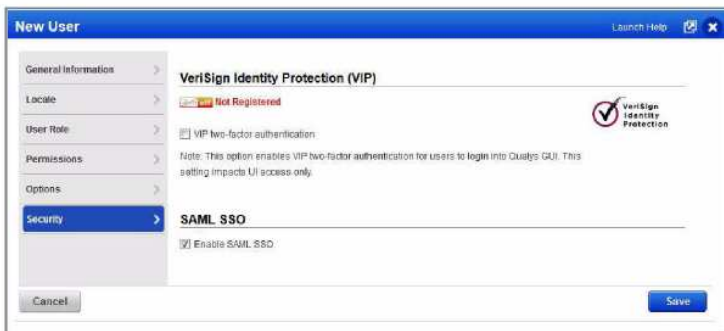 New User
Launch Help
General Information
Locale
User Role
Permissions
Options
Security
VeriSign Identity Protection (VIP)
Not Registered
VeriSign
Identity
Protection
VIP two-factor authentication
Note: This option enables VIP two-factor authentication for users to login into Qualys GUI. This
setting impacts UI access only.
SAML SSO
Enable SAML SSO
Cancel
Save